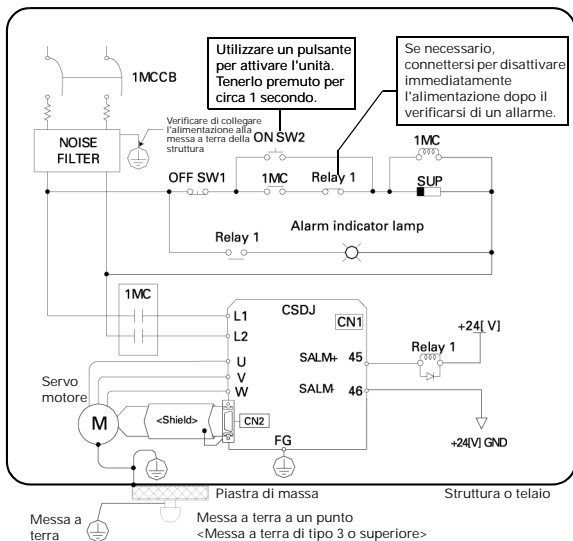 1MCCB
Utilizzare un pulsante
per attivare l'unità.
Tenerlo premuto per
circa 1 secondo.
Se necessario,
connettersi per disattivare
immediatamente
l'alimentazione dopo il
verificarsi di un allarme.
NOISE
FILTER
Verificare di collegare
l'alimentazione alla
messa a terra della
struttura
ON SW2
1MC
OFF SW1
1MC
Relay 1
SUP
Relay 1
Alarm indicator lamp
1MC
L1
L2
CSDJ
CN1
+24[ V]
Relay 1
SALM+ 45
U
V
W
SALM- 46
Servo
motore
M
<Shield>
CN2
FG
+24[V] GND
Piastra di massa
Struttura o telaio
Messa a
terra
Messa a terra a un punto
<Messa a terra di tipo 3 o superiore>